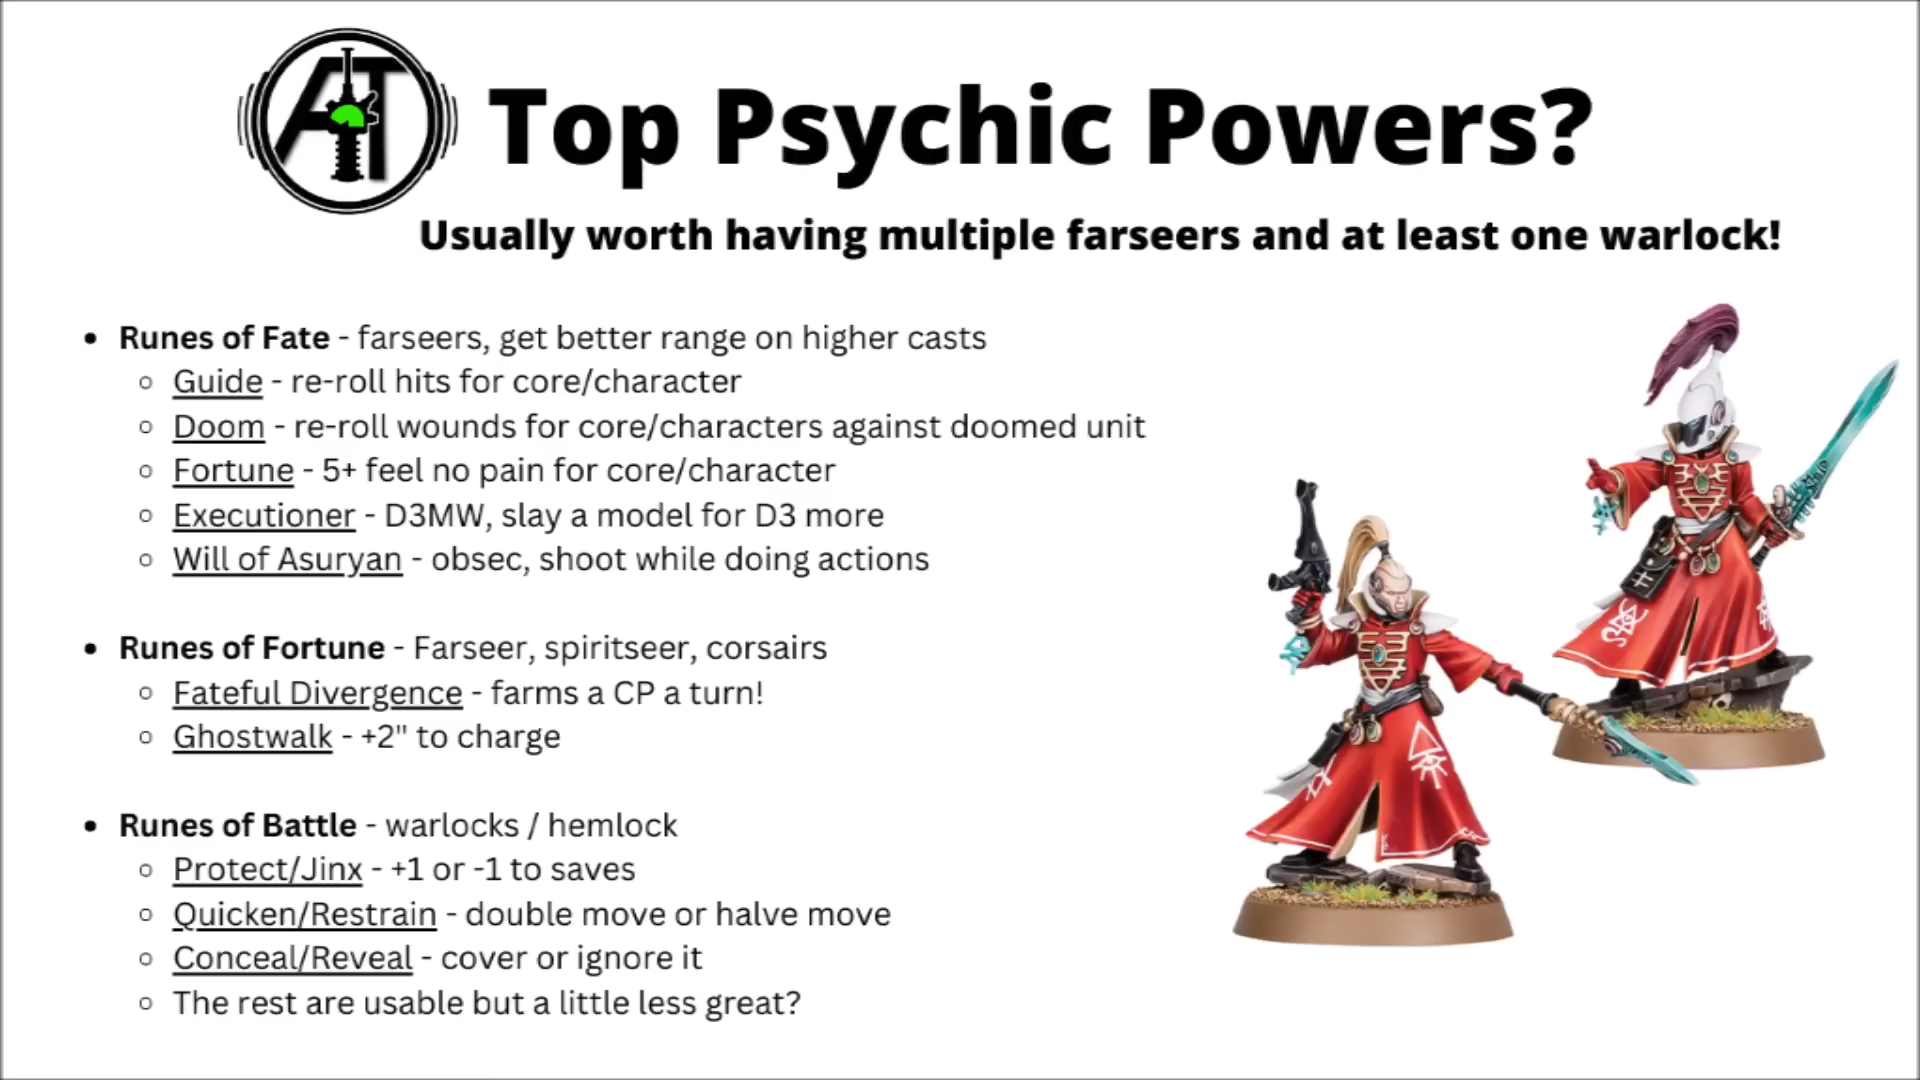 AT
Top Psychic Powers?
Usually worth having multiple farseers and at least one warlock!
• Runes of Fate - farseers, get better range on higher casts
○ Guide - re-roll hits for core/character
○ Doom - re-roll wounds for core/characters against doomed unit
○ Fortune - 5+ feel no pain for core/character
○ Executioner - D3MW, slay a model for D3 more
○ Will of Asuryan - obsec, shoot while doing actions
• Runes of Fortune - Farseer, spiritseer, corsairs
○ Fateful Divergence - farms a CP a turn!
○ Ghostwalk - +2" to charge
• Runes of Battle - warlocks / hemlock
○ Protect/Jinx - +1 or -1 to saves
○ Quicken/Restrain - double move or halve move
○ Conceal/Reveal - cover or ignore it
○ The rest are usable but a little less great?